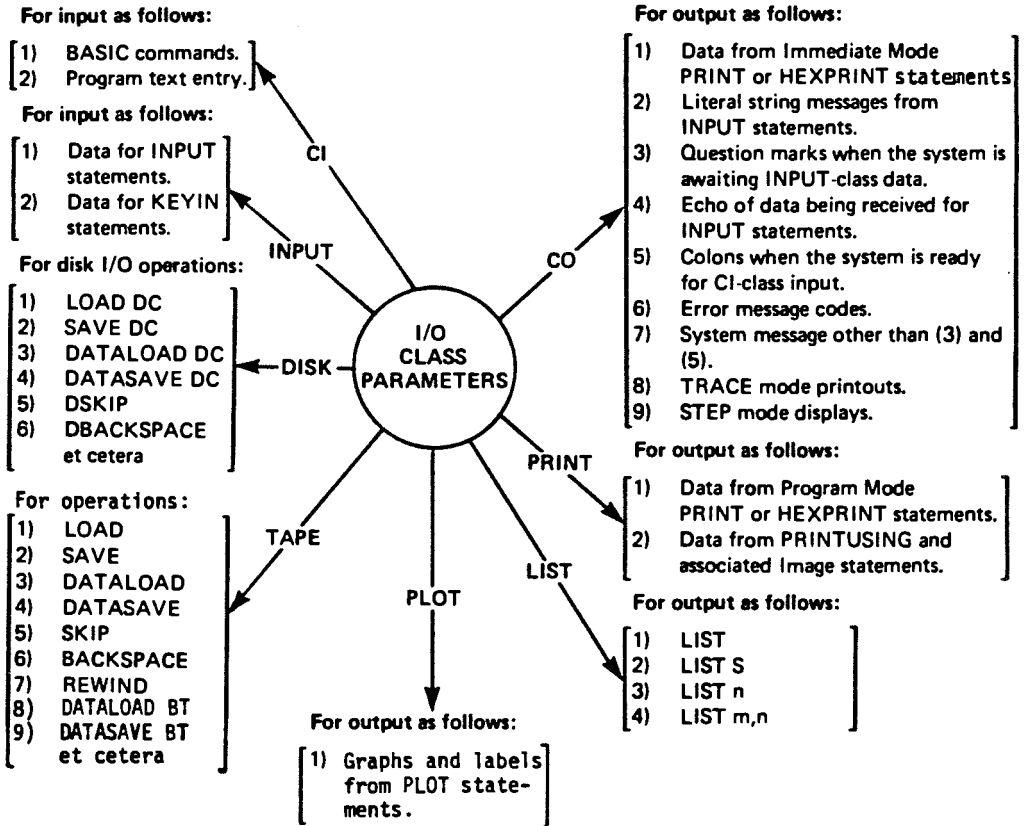 For input as follows:
1) BASIC commands.
2) Program text entry.
CI
For input as follows:
1) Data for INPUT
statements.
2) Data for KEYIN
statements.
INPUT
For disk I/O operations:
1) LOAD DC
2) SAVE DC
3) DATALOAD DC
4) DATASAVE DC
5) DSKIP
6) DBACKSPACE
et cetera
DISK
For operations:
1) LOAD
2) SAVE
3) DATALOAD
4) DATASAVE
5) SKIP
6) BACKSPACE
7) REWIND
8) DATALOAD BT
9) DATASAVE BT
et cetera
TAPE
I/O
CLASS
PARAMETERS
PLOT
For output as follows:
1) Graphs and labels
from PLOT state-
ments.
For output as follows:
1) Data from Immediate Mode
PRINT or HEXPRINT statements
2) Literal string messages from
INPUT statements.
3) Question marks when the system is
awaiting INPUT-class data.
4) Echo of data being received for
INPUT statements.
5) Colons when the system is ready
for CI-class input.
6) Error message codes.
7) System message other than (3) and
(5).
8) TRACE mode printouts.
9) STEP mode displays.
CO
For output as follows:
1) Data from Program Mode
PRINT or HEXPRINT statements.
2) Data from PRINTUSING and
associated Image statements.
PRINT
For output as follows:
1) LIST
2) LIST S
3) LIST n
4) LIST m,n
LIST